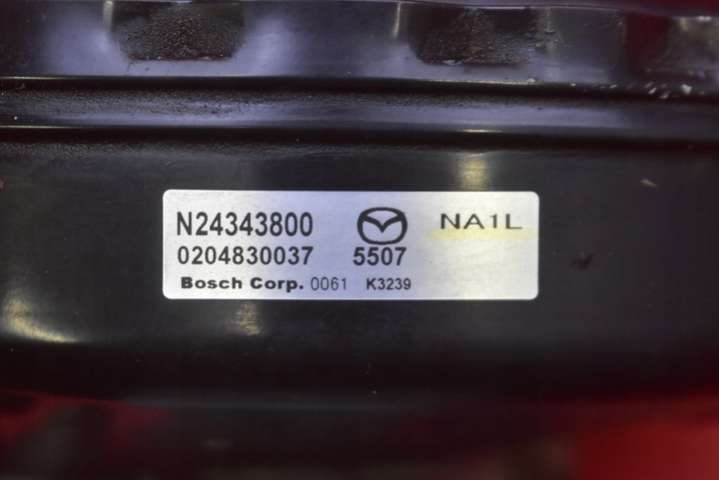 N24343800 NA1L
0204830037 5507
Bosch Corp. 0061 K3239